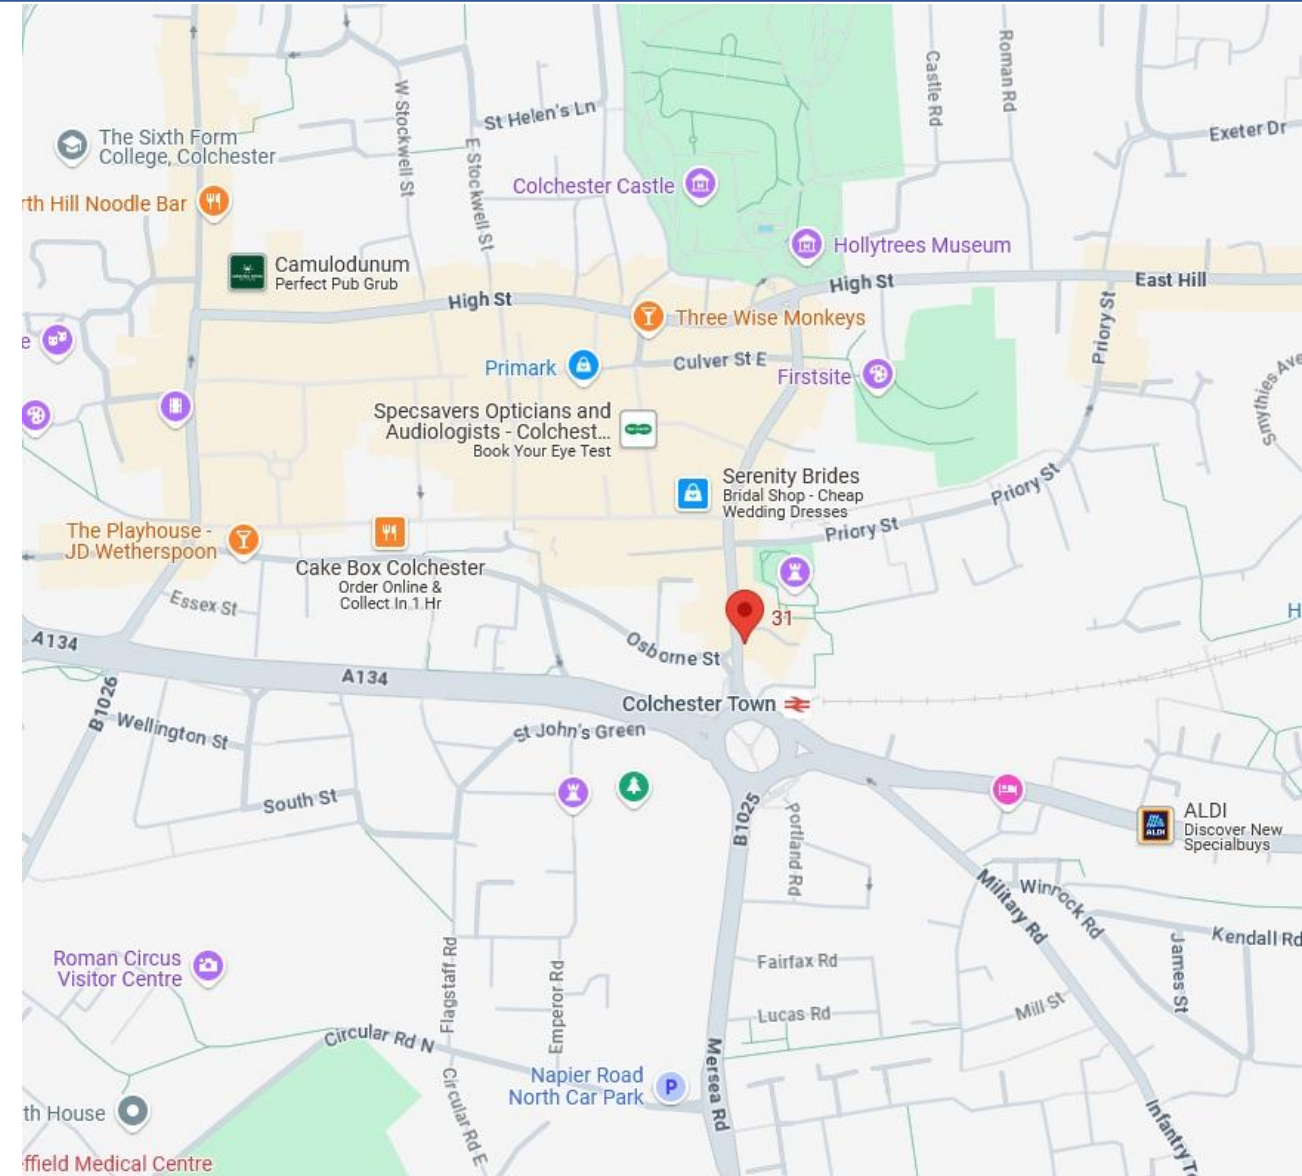 Castle Rd
Roman Rd
W Stockwell St
St Helen's Ln
Exeter Dr
The Sixth Form
College, Colchester
E Stockwell St
Colchester Castle
rth Hill Noodle Bar
Hollytrees Museum
Camulodunum
Perfect Pub Grub
High St
High St
East Hill
Three Wise Monkeys
Priory St
e
Primark
Culver St E
Firstsite
Smythies Ave
Specsavers Opticians and
Audiologists - Colchest...
Book Your Eye Test
Serenity Brides
Bridal Shop - Cheap
Wedding Dresses
Priory St
Priory St
The Playhouse -
JD Wetherspoon
Cake Box Colchester
Order Online &
Collect In 1 Hr
Essex St
31
H
A134
Osborne St
A134
Colchester Town
B1026
Wellington St
St John's Green
South St
B1025
Portland Rd
ALDI
ALDI
Discover New
Specialbuys
Military Rd
Winnock Rd
Kendall Rd
James St
Roman Circus
Visitor Centre
Flagstaff Rd
Emperor Rd
Fairfax Rd
Lucas Rd
Mill St
Circular Rd N
Mersea Rd
Napier Road
North Car Park
P
Circular Rd E
th House
Infantry Te
ffield Medical Centre